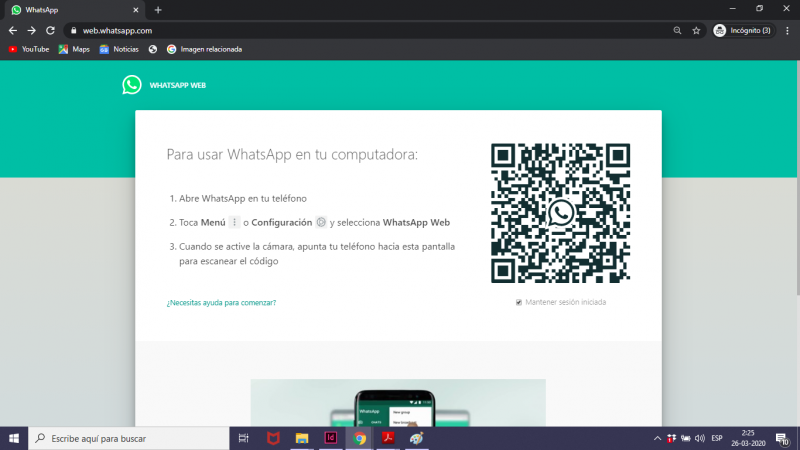 WhatsApp
web.whatsapp.com
Incógnito (3)
YouTube
Maps
Noticias
Imagen relacionada
WHATSAPP WEB
Para usar WhatsApp en tu computadora:
1. Abre WhatsApp en tu teléfono
2. Toca Menú o Configuración y selecciona WhatsApp Web
3. Cuando se active la cámara, apunta tu teléfono hacia esta pantalla
para escanear el código
¿Necesitas ayuda para comenzar?
Mantener sesión iniciada
WhatsApp
New group
Escribe aquí para buscar
Id
ESP
2:25
26-03-2020
10